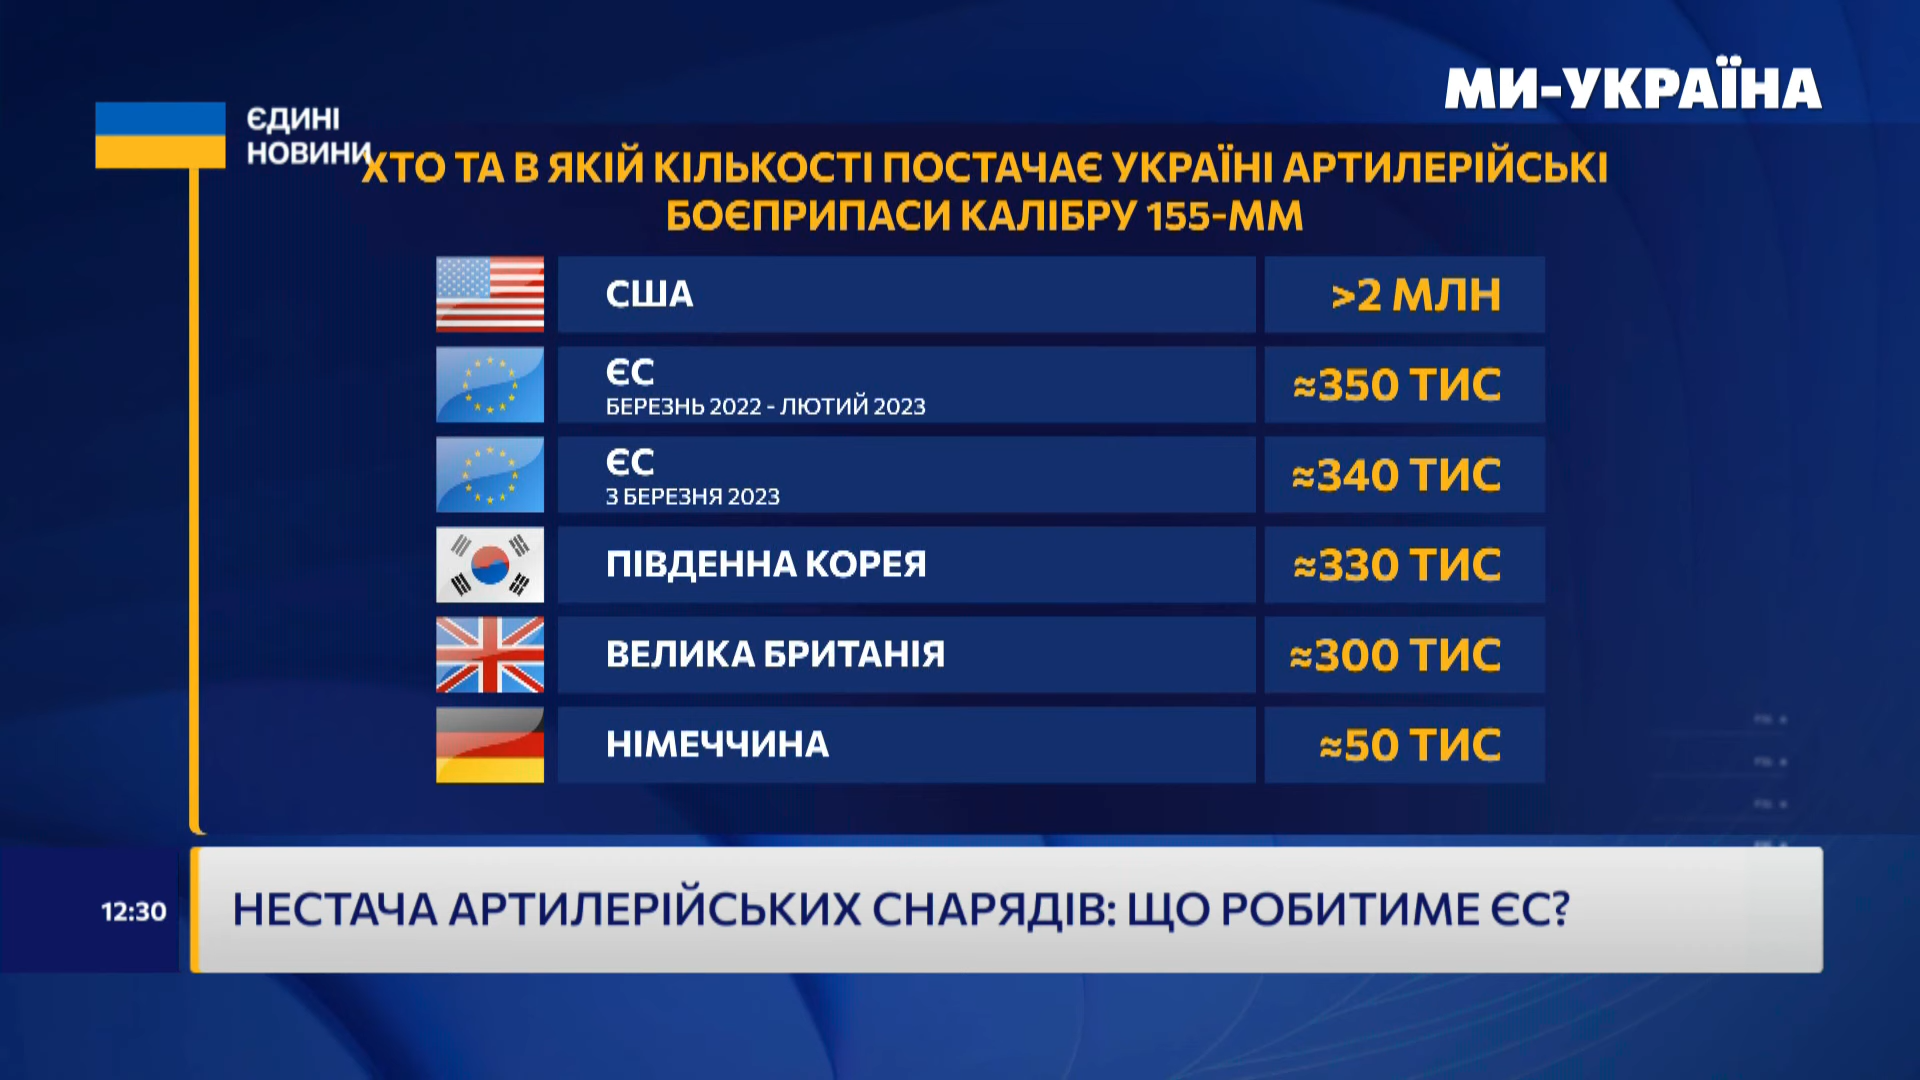 МИ-УКРАЇНА
ЄДИНІ
НОВИНИ
ХТО ТА В ЯКІЙ КІЛЬКОСТІ ПОСТАЧАЄ УКРАЇНІ АРТИЛЕРІЙСЬКІ
БОЄПРИПАСИ КАЛІБРУ 155-ММ
США >2 МЛН
ЄС
БЕРЕЗНЬ 2022 - ЛЮТИЙ 2023 ≈350 ТИС
ЄС
З БЕРЕЗНЯ 2023 ≈340 ТИС
ПІВДЕННА КОРЕЯ ≈330 ТИС
ВЕЛИКА БРИТАНІЯ ≈300 ТИС
НІМЕЧЧИНА ≈50 ТИС
12:30 НЕСТАЧА АРТИЛЕРІЙСЬКИХ СНАРЯДІВ: ЩО РОБИТИМЕ ЄС?